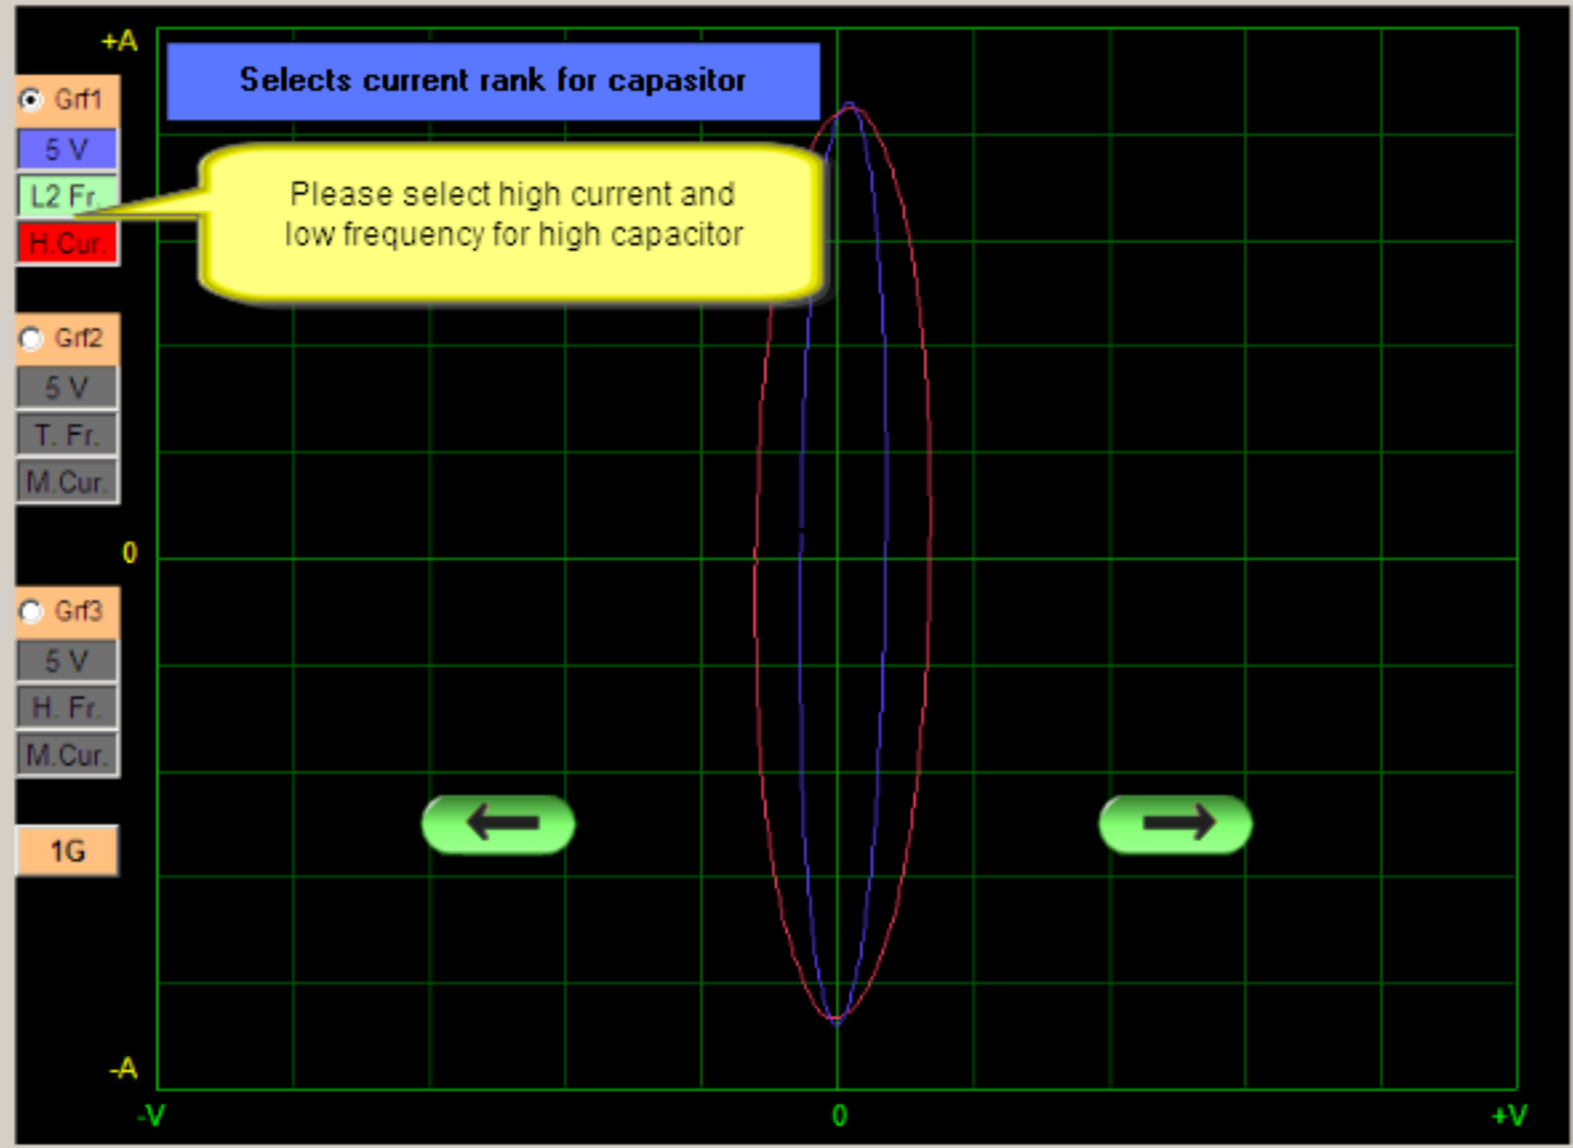 +A
Selects current rank for capasitor
Grf1
5 V
L2 Fr.
H.Cur.
Please select high current and
low frequency for high capacitor
Grf2
5 V
T. Fr.
M.Cur.
0
Grf3
5 V
H. Fr.
M.Cur.
1G
-A
-V
0
+V